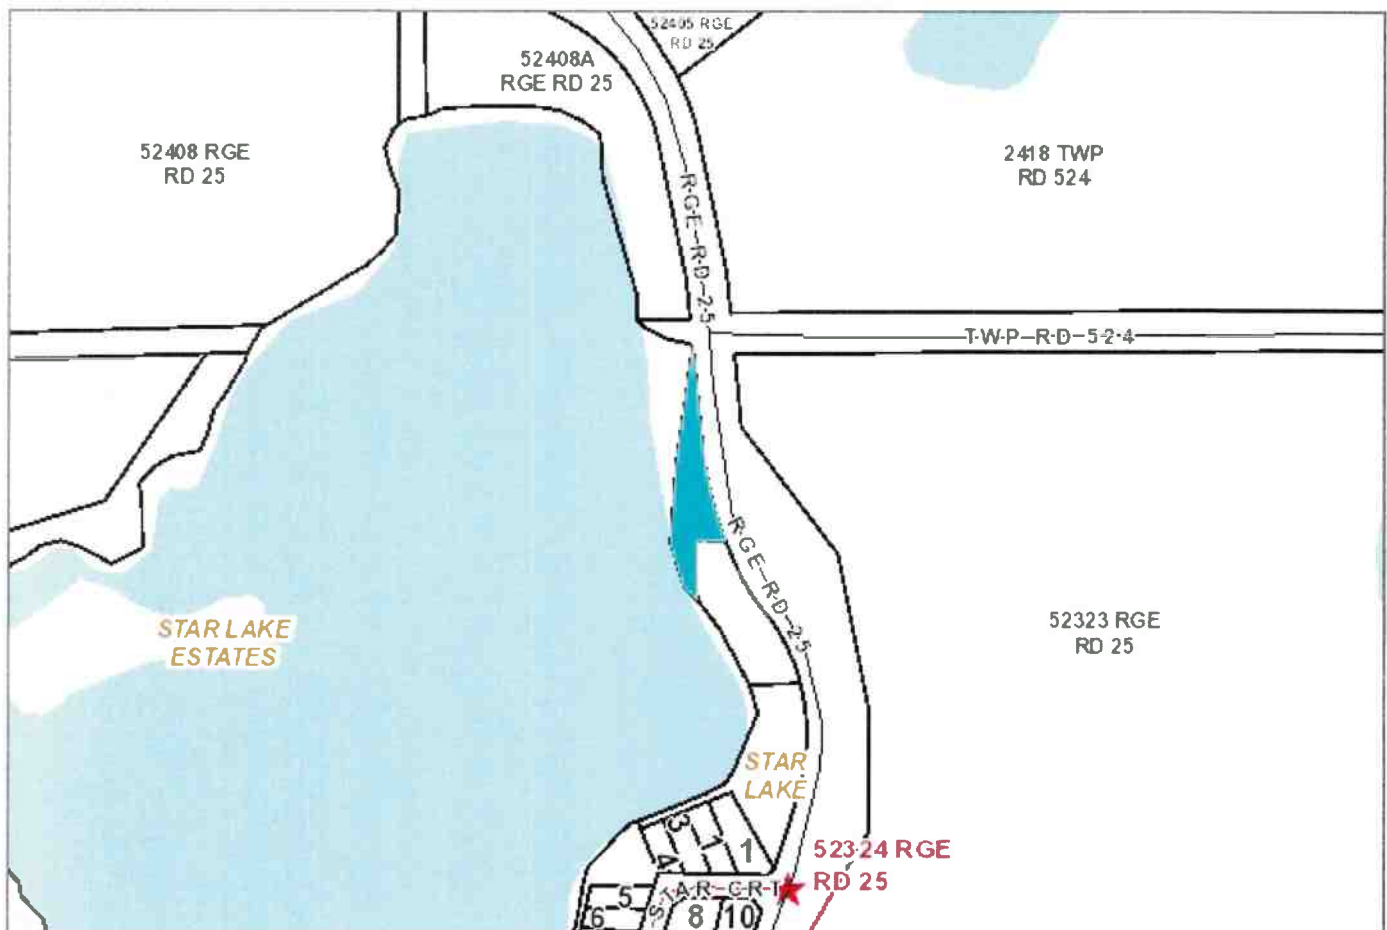 52405 RGE
RD 25
52408A
RGE RD 25
52408 RGE
RD 25
2418 TWP
RD 524
RGE RD 25
TWP RD 524
RGE RD 25
52323 RGE
RD 25
STAR LAKE
ESTATES
STAR
LAKE
3
1
1
4
52324 RGE
RD 25
STAR CRT
5
6
8
10